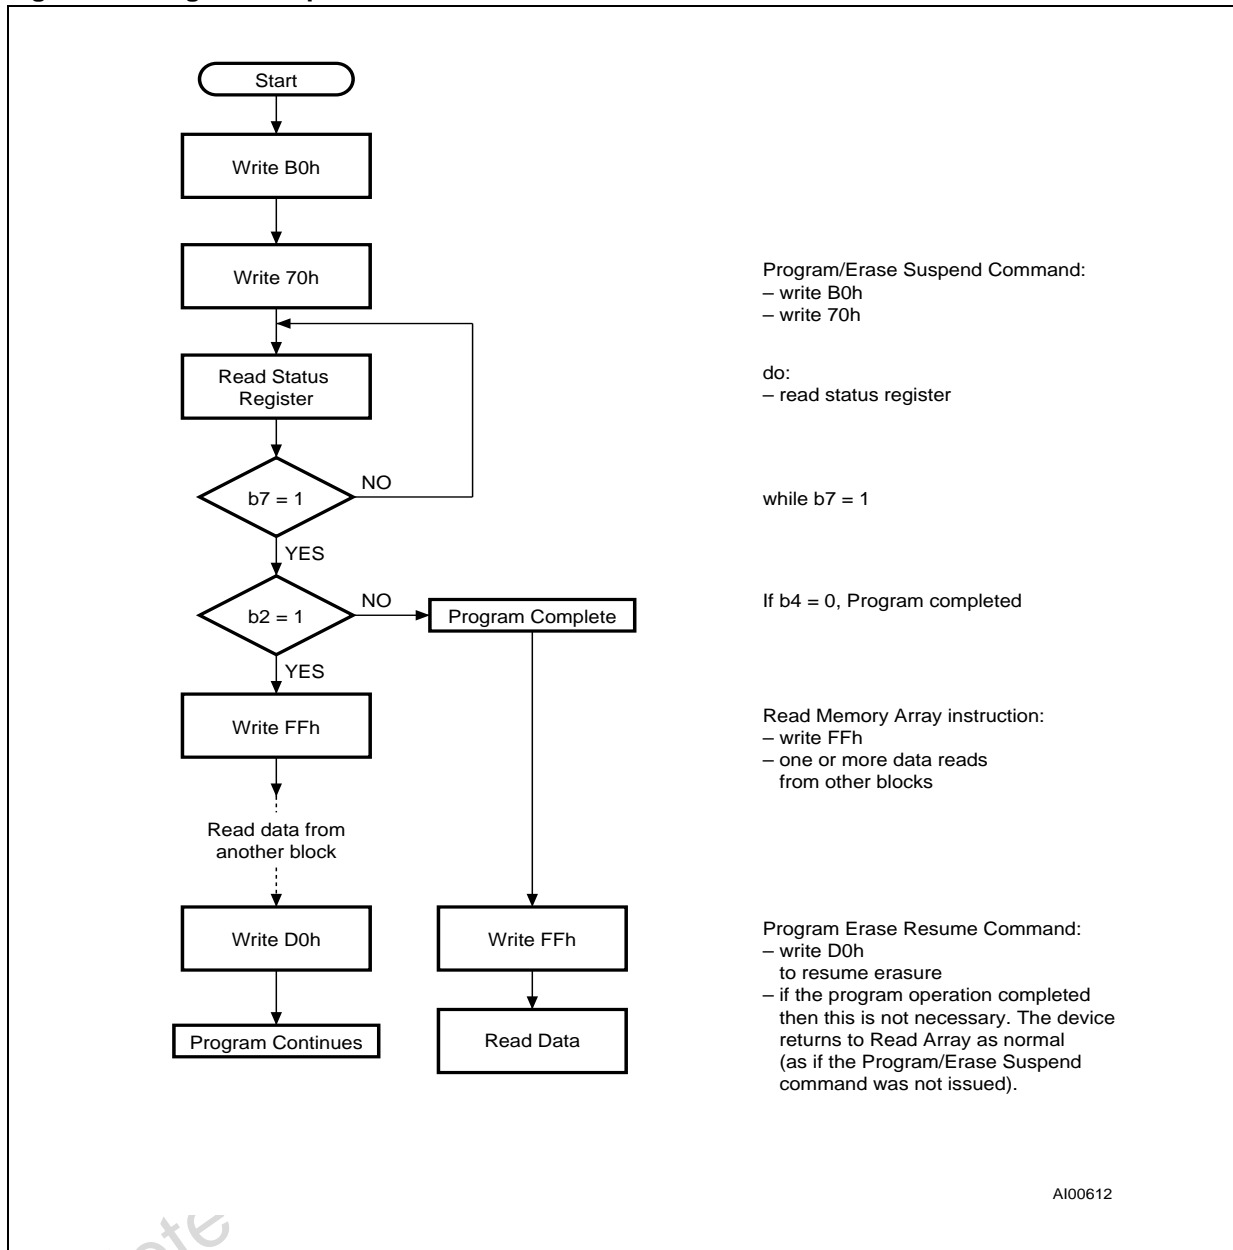 Start
Write B0h
Write 70h
Program/Erase Suspend Command:
– write B0h
– write 70h
Read Status
Register
do:
– read status register
b7 = 1
NO
while b7 = 1
YES
b2 = 1
NO
Program Complete
If b4 = 0, Program completed
YES
Write FFh
Read Memory Array instruction:
– write FFh
– one or more data reads
from other blocks
Read data from
another block
Write D0h
Write FFh
Program Erase Resume Command:
– write D0h
to resume erasure
– if the program operation completed
then this is not necessary. The device
returns to Read Array as normal
(as if the Program/Erase Suspend
command was not issued).
Program Continues
Read Data
AI00612